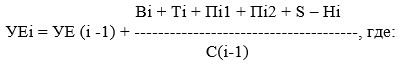 Вi + Тi + Пi1 + Пi2 + S – Нi
УЕi = УЕ (i -1) + --------------------------------------, где:
С(i-1)